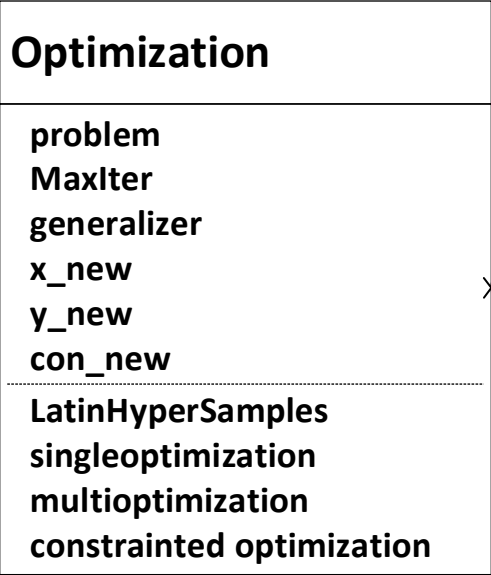 Optimization
problem
MaxIter
generalizer
x_new
y_new
con_new
LatinHyperSamples
singleoptimization
multioptimization
constrainted optimization